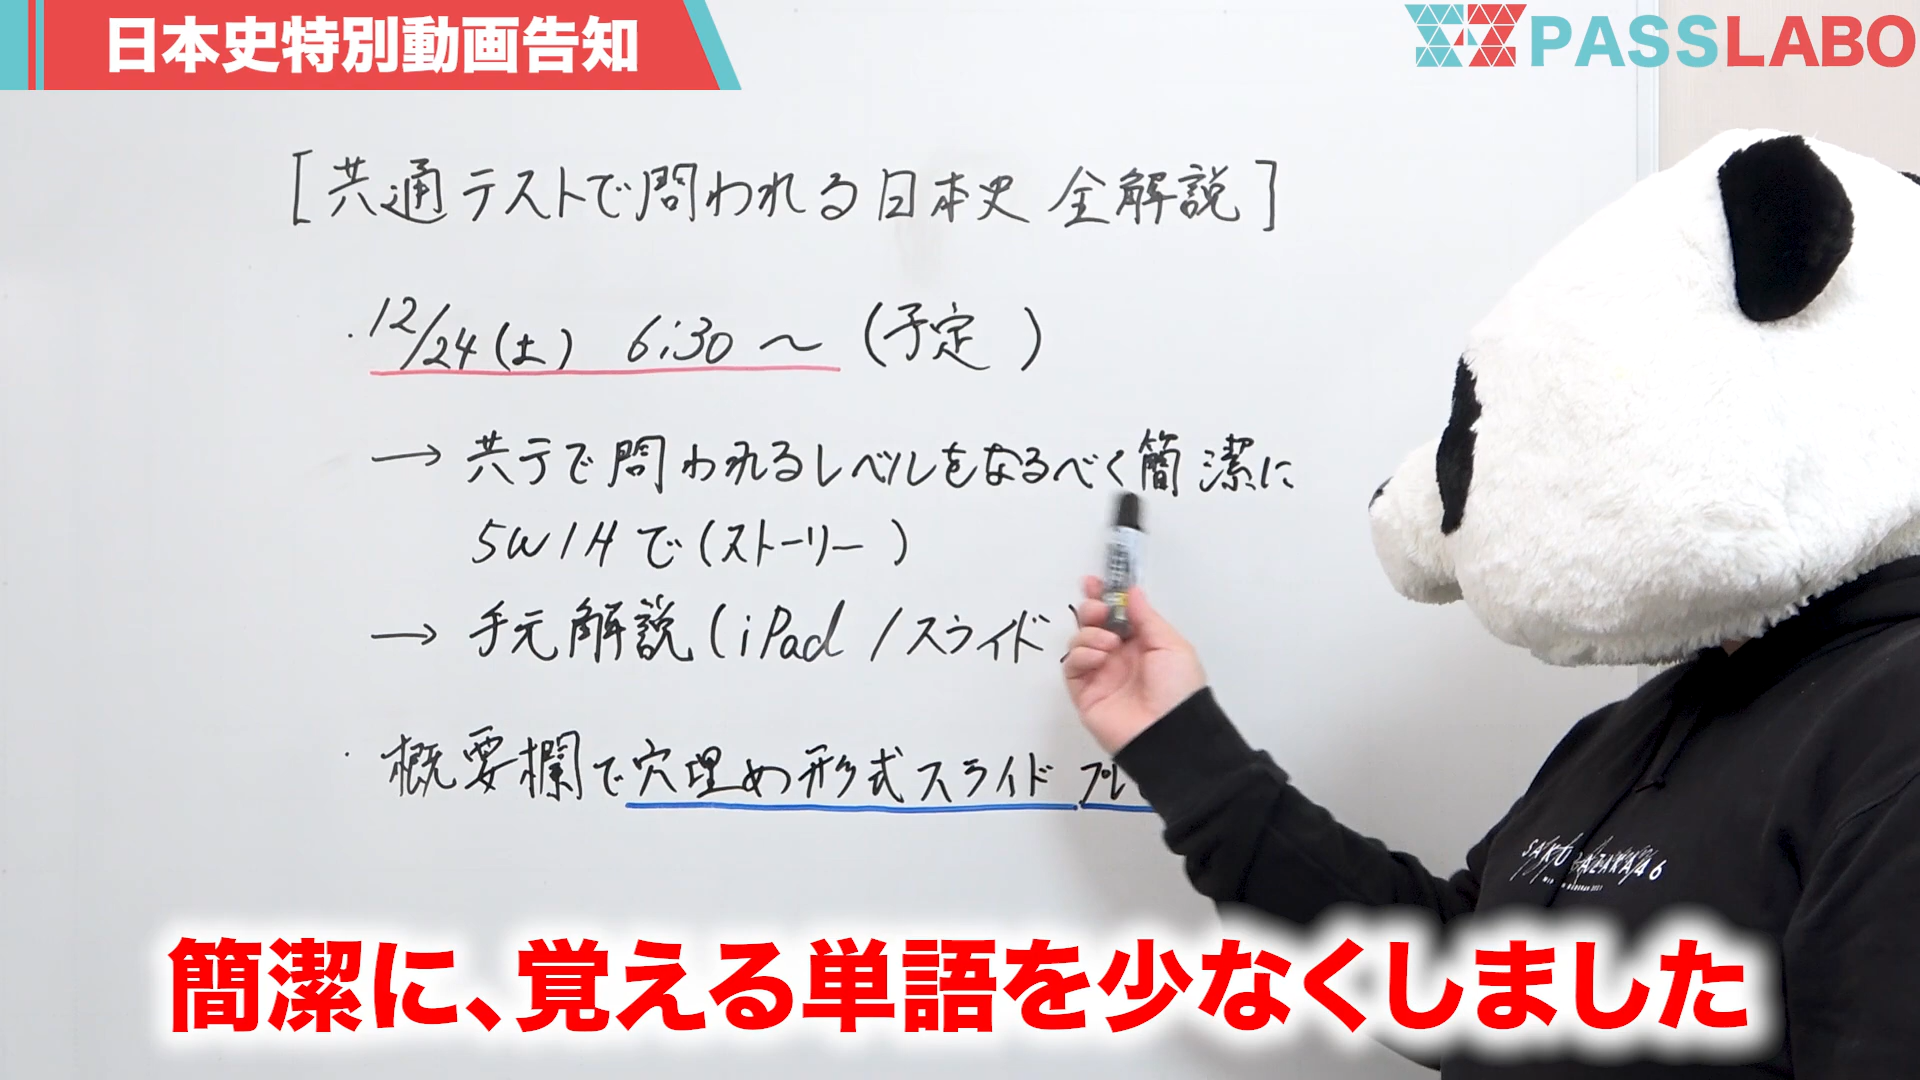 日本史特別動画告知
PASSLABO
[共通テストで問われる日本史 全解説]
・12/24(土) 6:30～(予定)
→ 共テで問われるレベルをなるべく簡潔に
5W1Hで(ストーリー)
→ 手元解説(iPad/スライド)
・概要欄で穴埋め形式スライド プレ
簡潔に、覚える単語を少なくしました